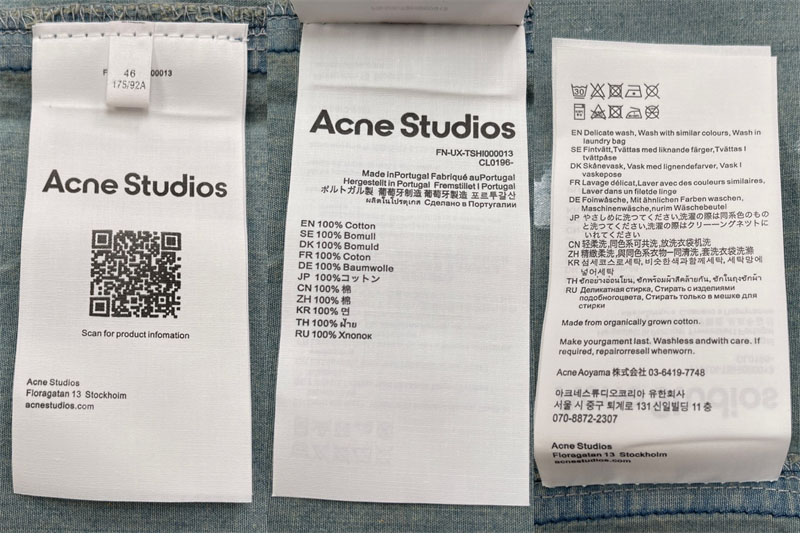 46
175/92A
F 00013
Acne Studios
Scan for product infomation
Acne Studios
Floragatan 13 Stockholm
acnestudios.com
Acne Studios
FN-UX-TSHI000013
CL0196-
Made inPortugal Fabriqué auPortugal
Hergestellt in Portugal Fremstillet I Portugal
ポルトガル製 葡萄牙制造 葡萄牙製造 포르투갈산
ผลิตในโปรตุเกส Сделано в Португалии
EN 100% Cotton
SE 100% Bomull
DK 100% Bomuld
FR 100% Coton
DE 100% Baumwolle
JP 100%コットン
CN 100% 棉
ZH 100% 棉
KR 100% 면
TH 100% ฝ้าย
RU 100% Хлопок
30
EN Delicate wash, Wash with similar colours, Wash in
laundry bag
SE Fintvätt,Tvättas med liknande färger,Tvättas I
tvättpåse
DK Skånevask, Vask med lignendefarver, Vask I
vaskepose
FR Lavage délicat,Laver avec des couleurs similaires,
Laver dans un filetde linge
DE Foinwäsche, Mit ähnlichen Farben waschen,
Maschinenwäsche,nurim Wäschebeutel
JP やさしめに洗つてください,洗濯の際は同系色のもの
と洗つてください,洗濯の際はクリーーングネットに
いれてください
CN 轻柔洗,同色系可共洗,放洗衣袋机洗
ZH 精緻柔洗,與同色系衣物一同清洗,套洗衣袋洗滌
KR 섬세코스로세탁,비슷한색과함께세탁, 세탁망에
넣어세탁
TH ซักอย่างอ่อนโยน, ซักพร้อมผ้าสีคล้ายกัน, ซักในถุงซักผ้า
RU Деликатная стирка, Стирать с изделиями
подобногоцвета, Стирать только в мешке для
стирки
Made from organically grown cotton.
Make yourgament last. Washless andwith care. If
required, repairorresell whenworn.
Acne Aoyama 株式会社 03-6419-7748
아크네스튜디오코리아 유한회사
서울 시 중구 퇴계로 131 신일빌딩 11 층
070-8872-2307
Acne Studios
Floragatan 13 Stockholm
acnestudios.com